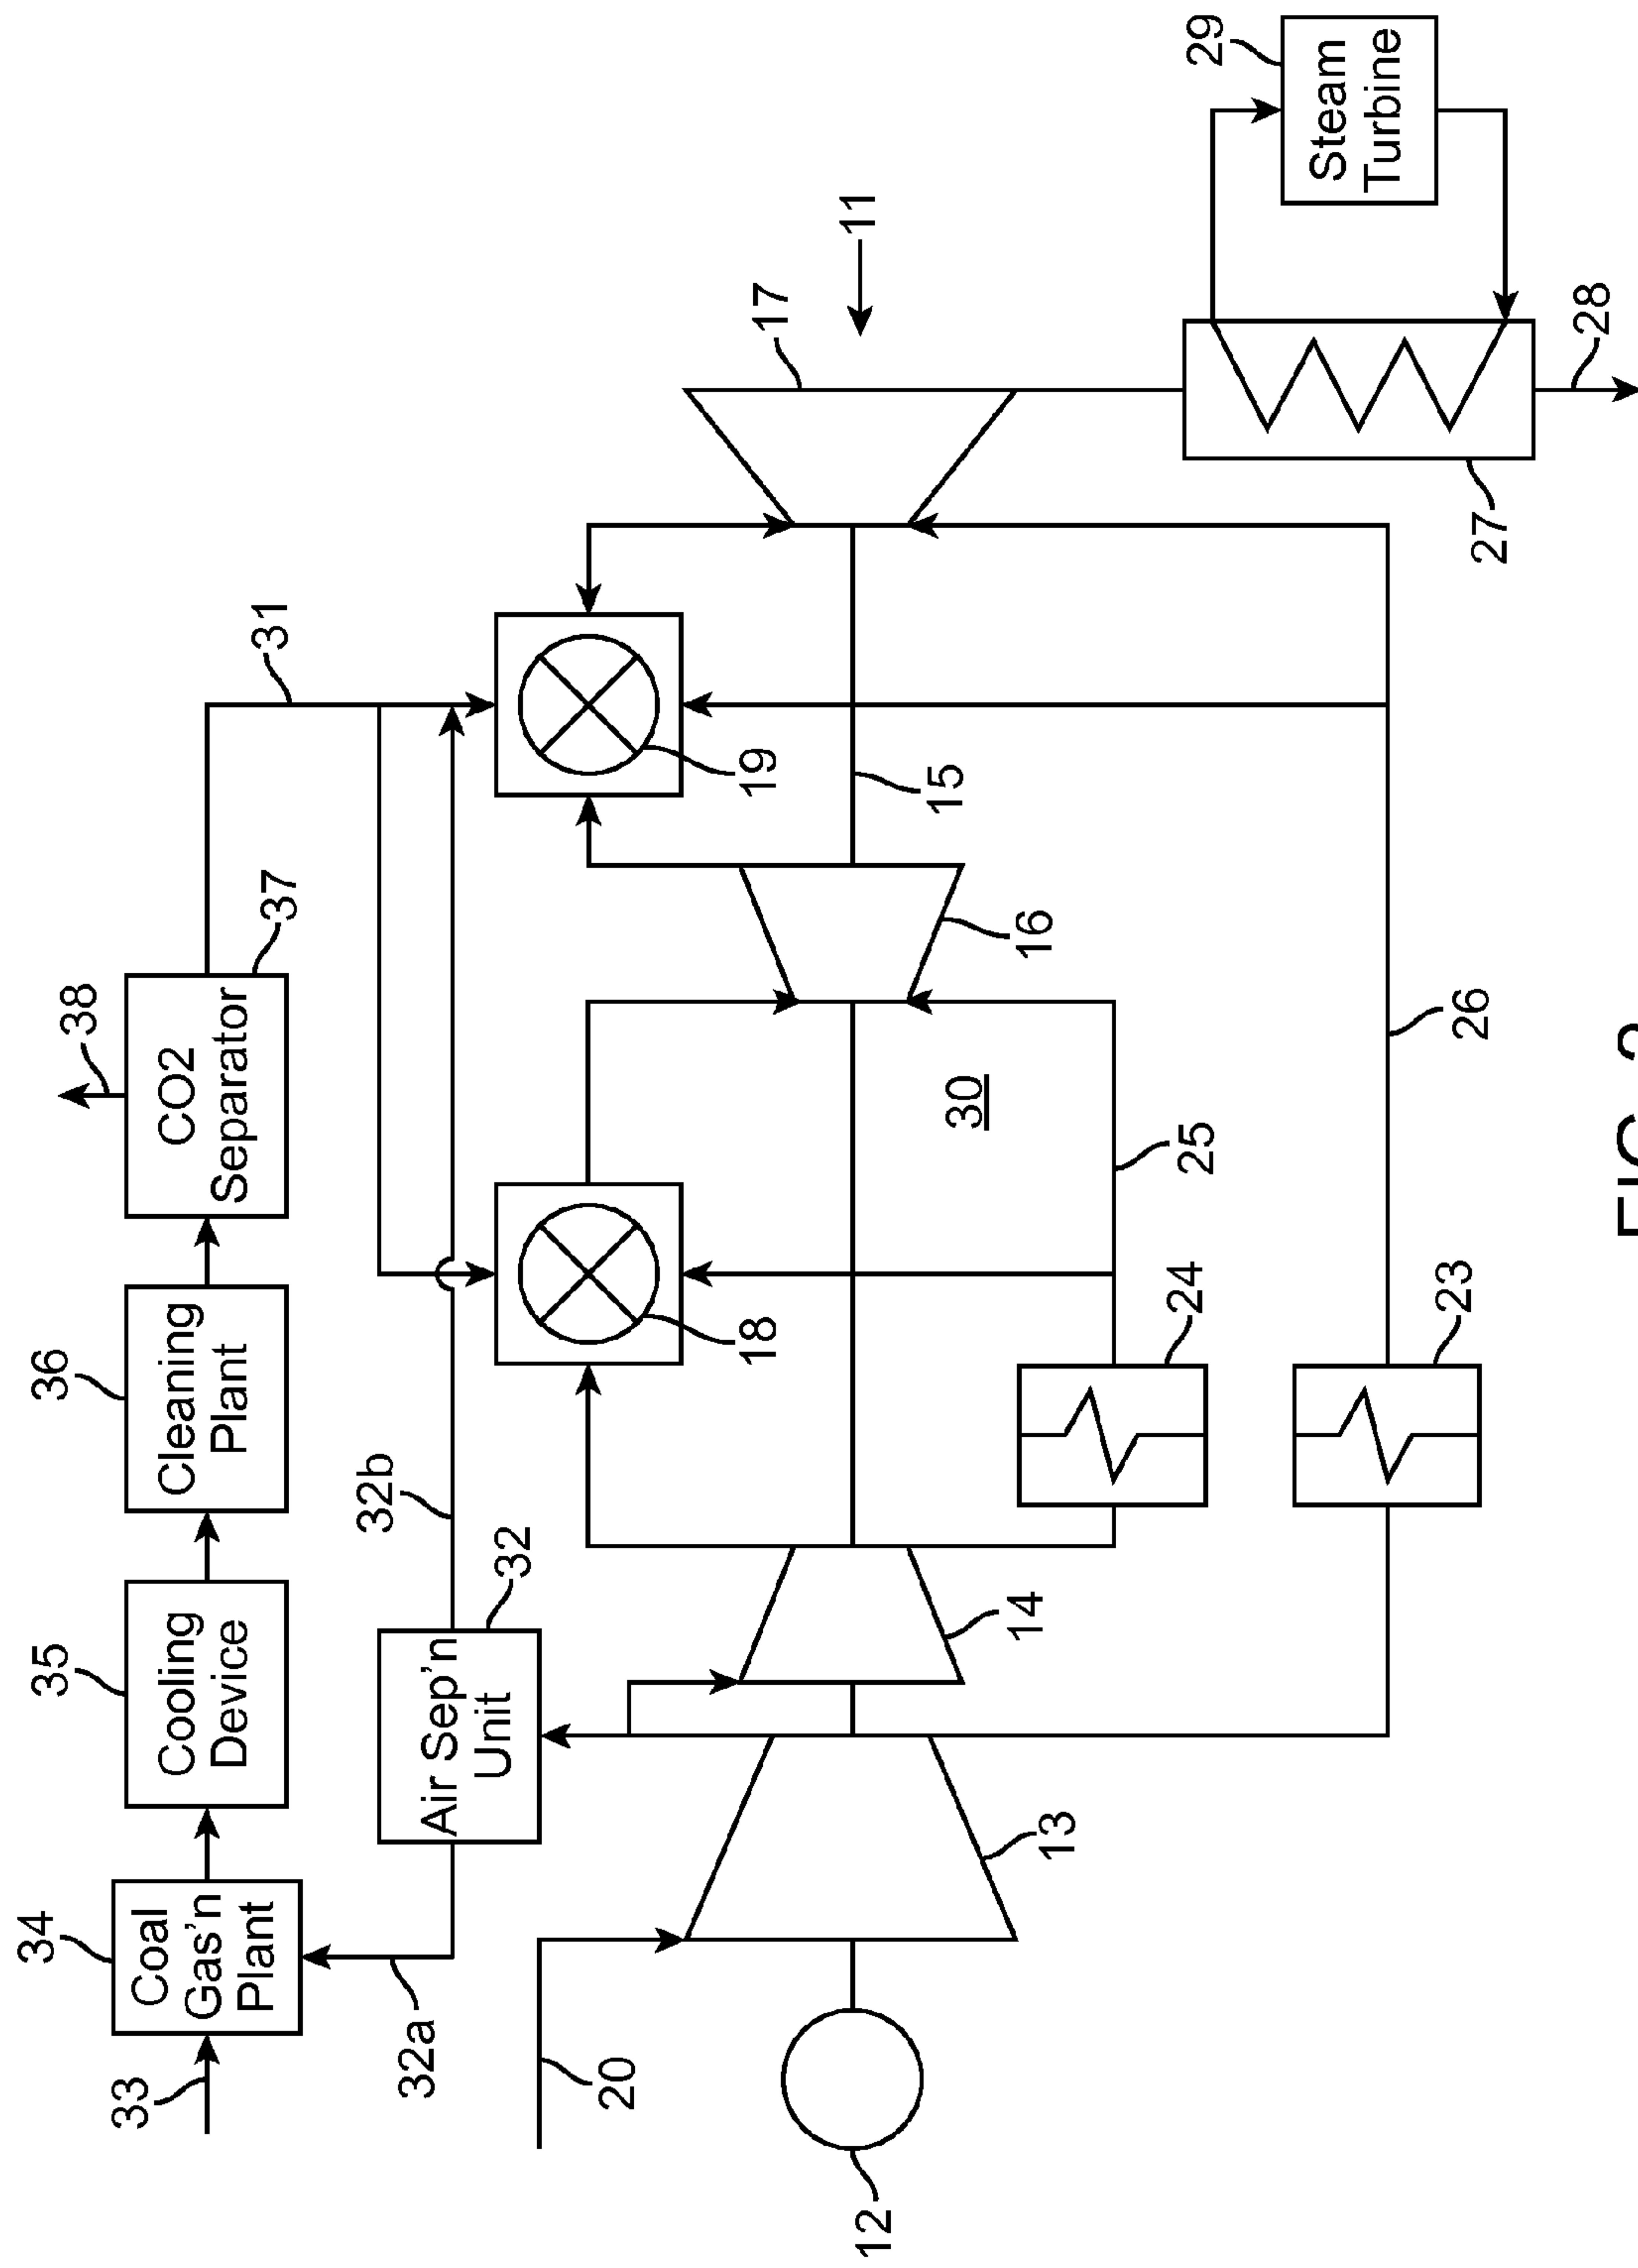 34
35
36
38
33
Coal
Gas'n
Plant
Cooling
Device
Cleaning
Plant
CO2
Separator
37
31
32a
Air Sep'n
Unit
32
32b
20
18
19
17
12
13
14
15
11
30
16
24
25
29
Steam
Turbine
23
26
27
28